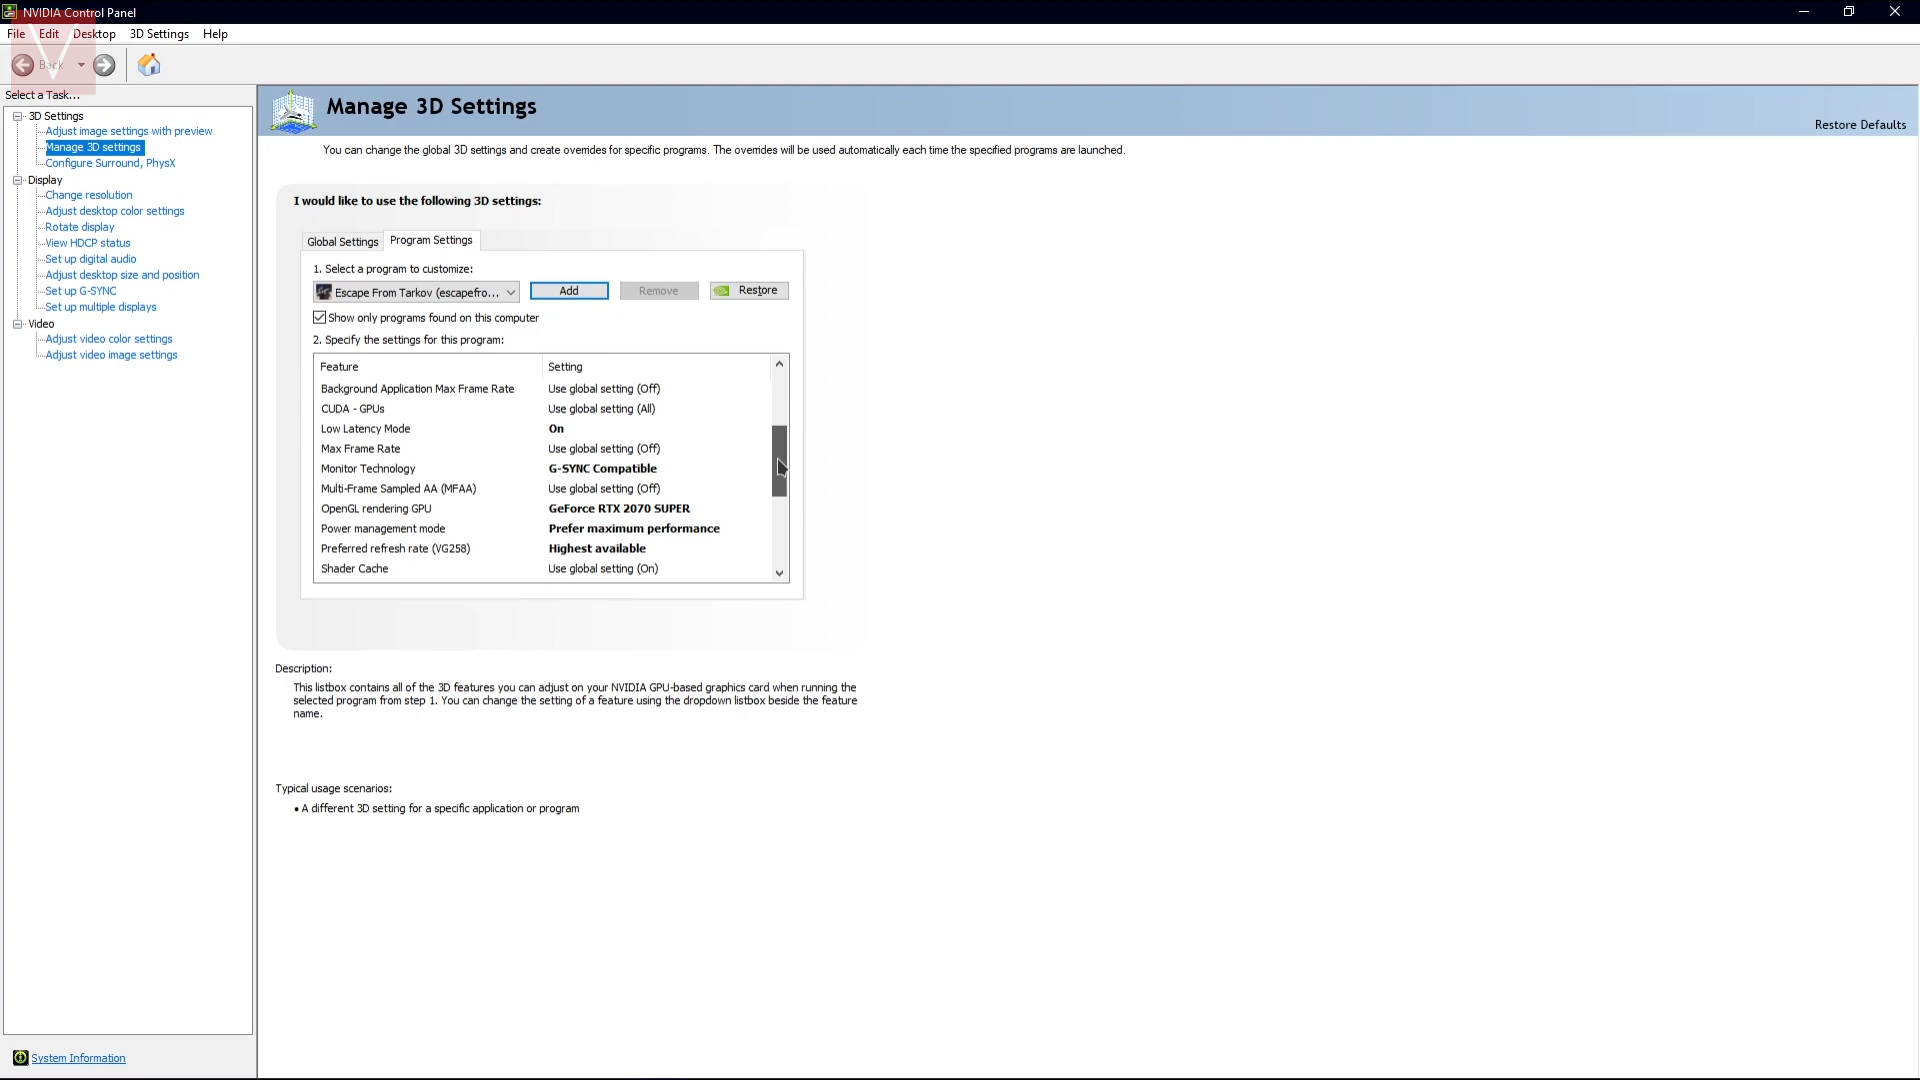 NVIDIA Control Panel
File Edit Desktop 3D Settings Help
Back
Select a Task...
3D Settings
Adjust image settings with preview
Manage 3D settings
Configure Surround, PhysX
Display
Change resolution
Adjust desktop color settings
Rotate display
View HDCP status
Set up digital audio
Adjust desktop size and position
Set up G-SYNC
Set up multiple displays
Video
Adjust video color settings
Adjust video image settings
System Information
Manage 3D Settings
Restore Defaults
You can change the global 3D settings and create overrides for specific programs. The overrides will be used automatically each time the specified programs are launched.
I would like to use the following 3D settings:
Global Settings Program Settings
1. Select a program to customize:
Escape From Tarkov (escapefro... Add Remove Restore
Show only programs found on this computer
2. Specify the settings for this program:
Feature Setting
Background Application Max Frame Rate Use global setting (Off)
CUDA - GPUs Use global setting (All)
Low Latency Mode On
Max Frame Rate Use global setting (Off)
Monitor Technology G-SYNC Compatible
Multi-Frame Sampled AA (MFAA) Use global setting (Off)
OpenGL rendering GPU GeForce RTX 2070 SUPER
Power management mode Prefer maximum performance
Preferred refresh rate (VG258) Highest available
Shader Cache Use global setting (On)
Description:
This listbox contains all of the 3D features you can adjust on your NVIDIA GPU-based graphics card when running the
selected program from step 1. You can change the setting of a feature using the dropdown listbox beside the feature
name.
Typical usage scenarios:
• A different 3D setting for a specific application or program